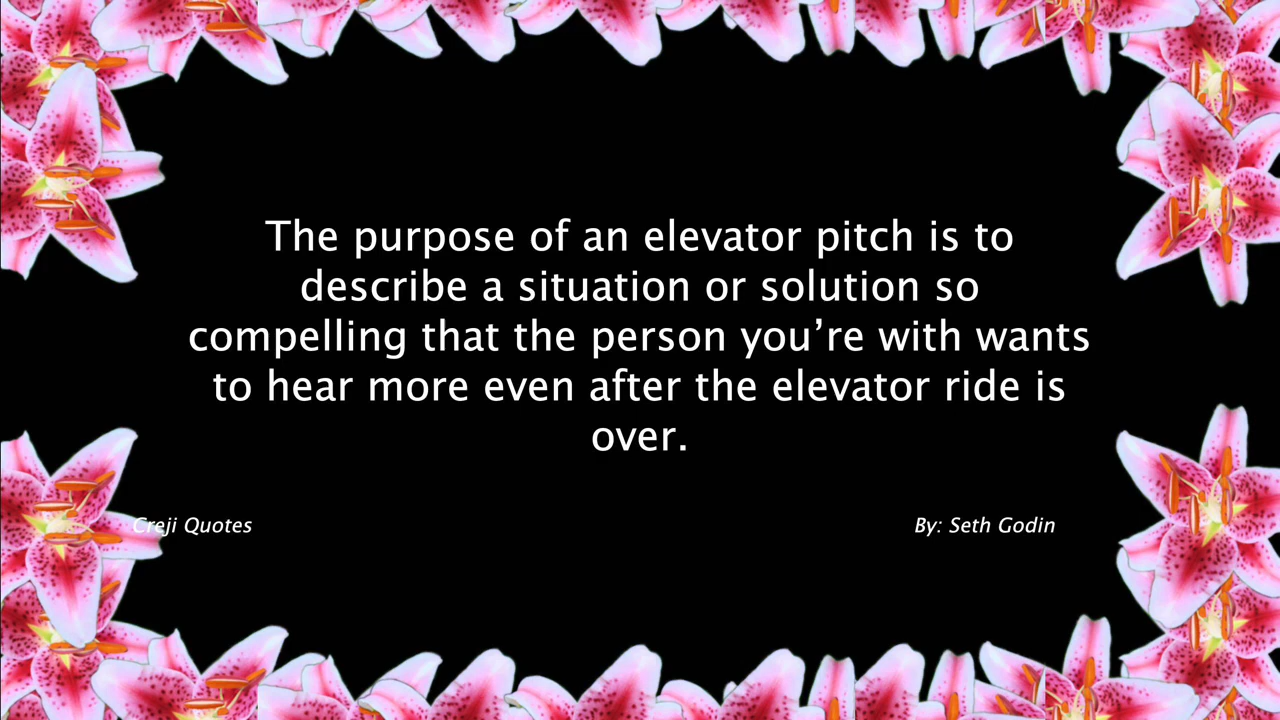 The purpose of an elevator pitch is to
describe a situation or solution so
compelling that the person you’re with wants
to hear more even after the elevator ride is
over.
Creji Quotes
By: Seth Godin